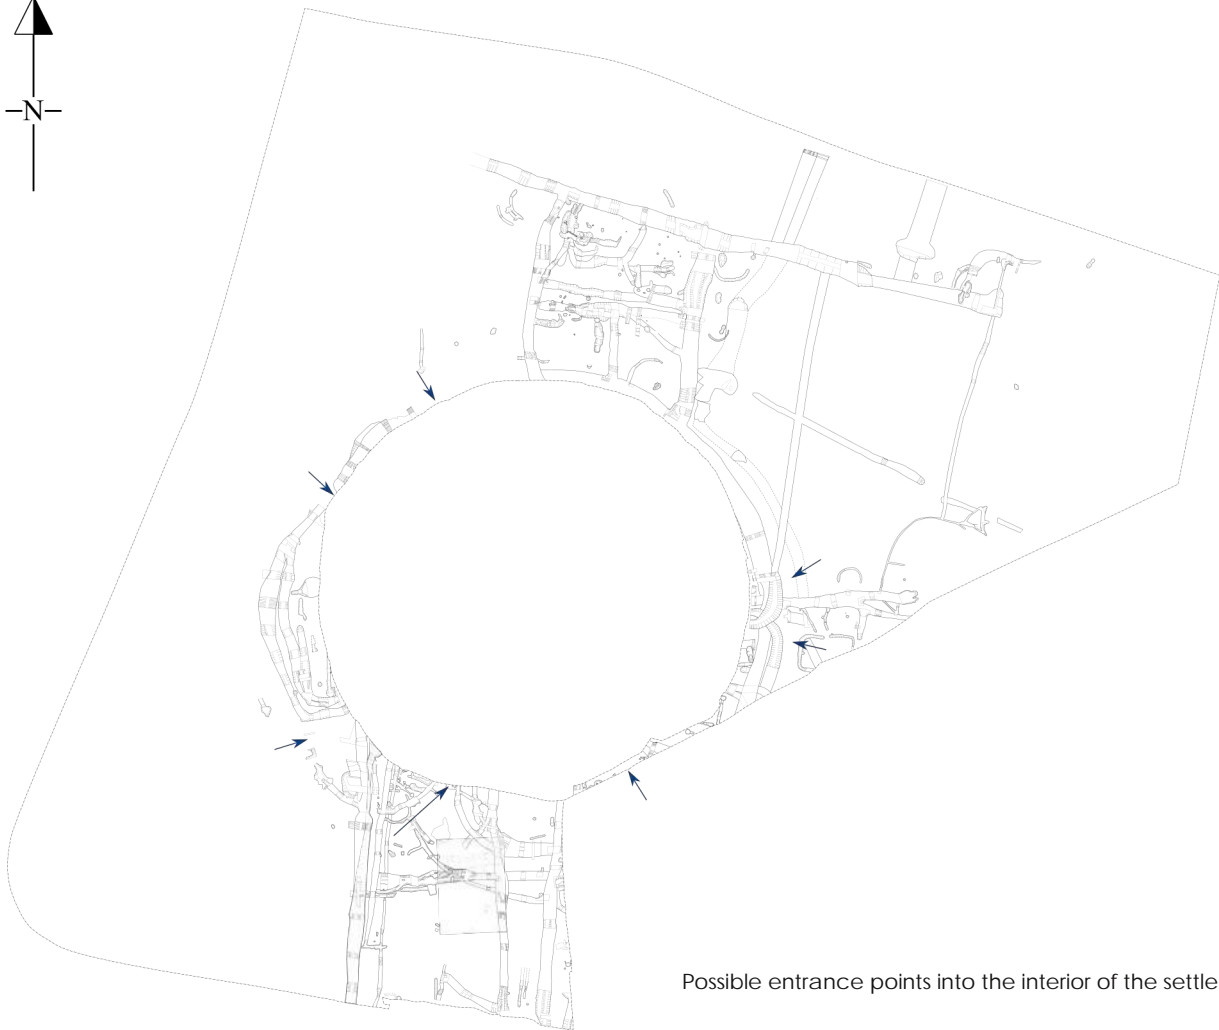 N
Possible entrance points into the interior of the settle